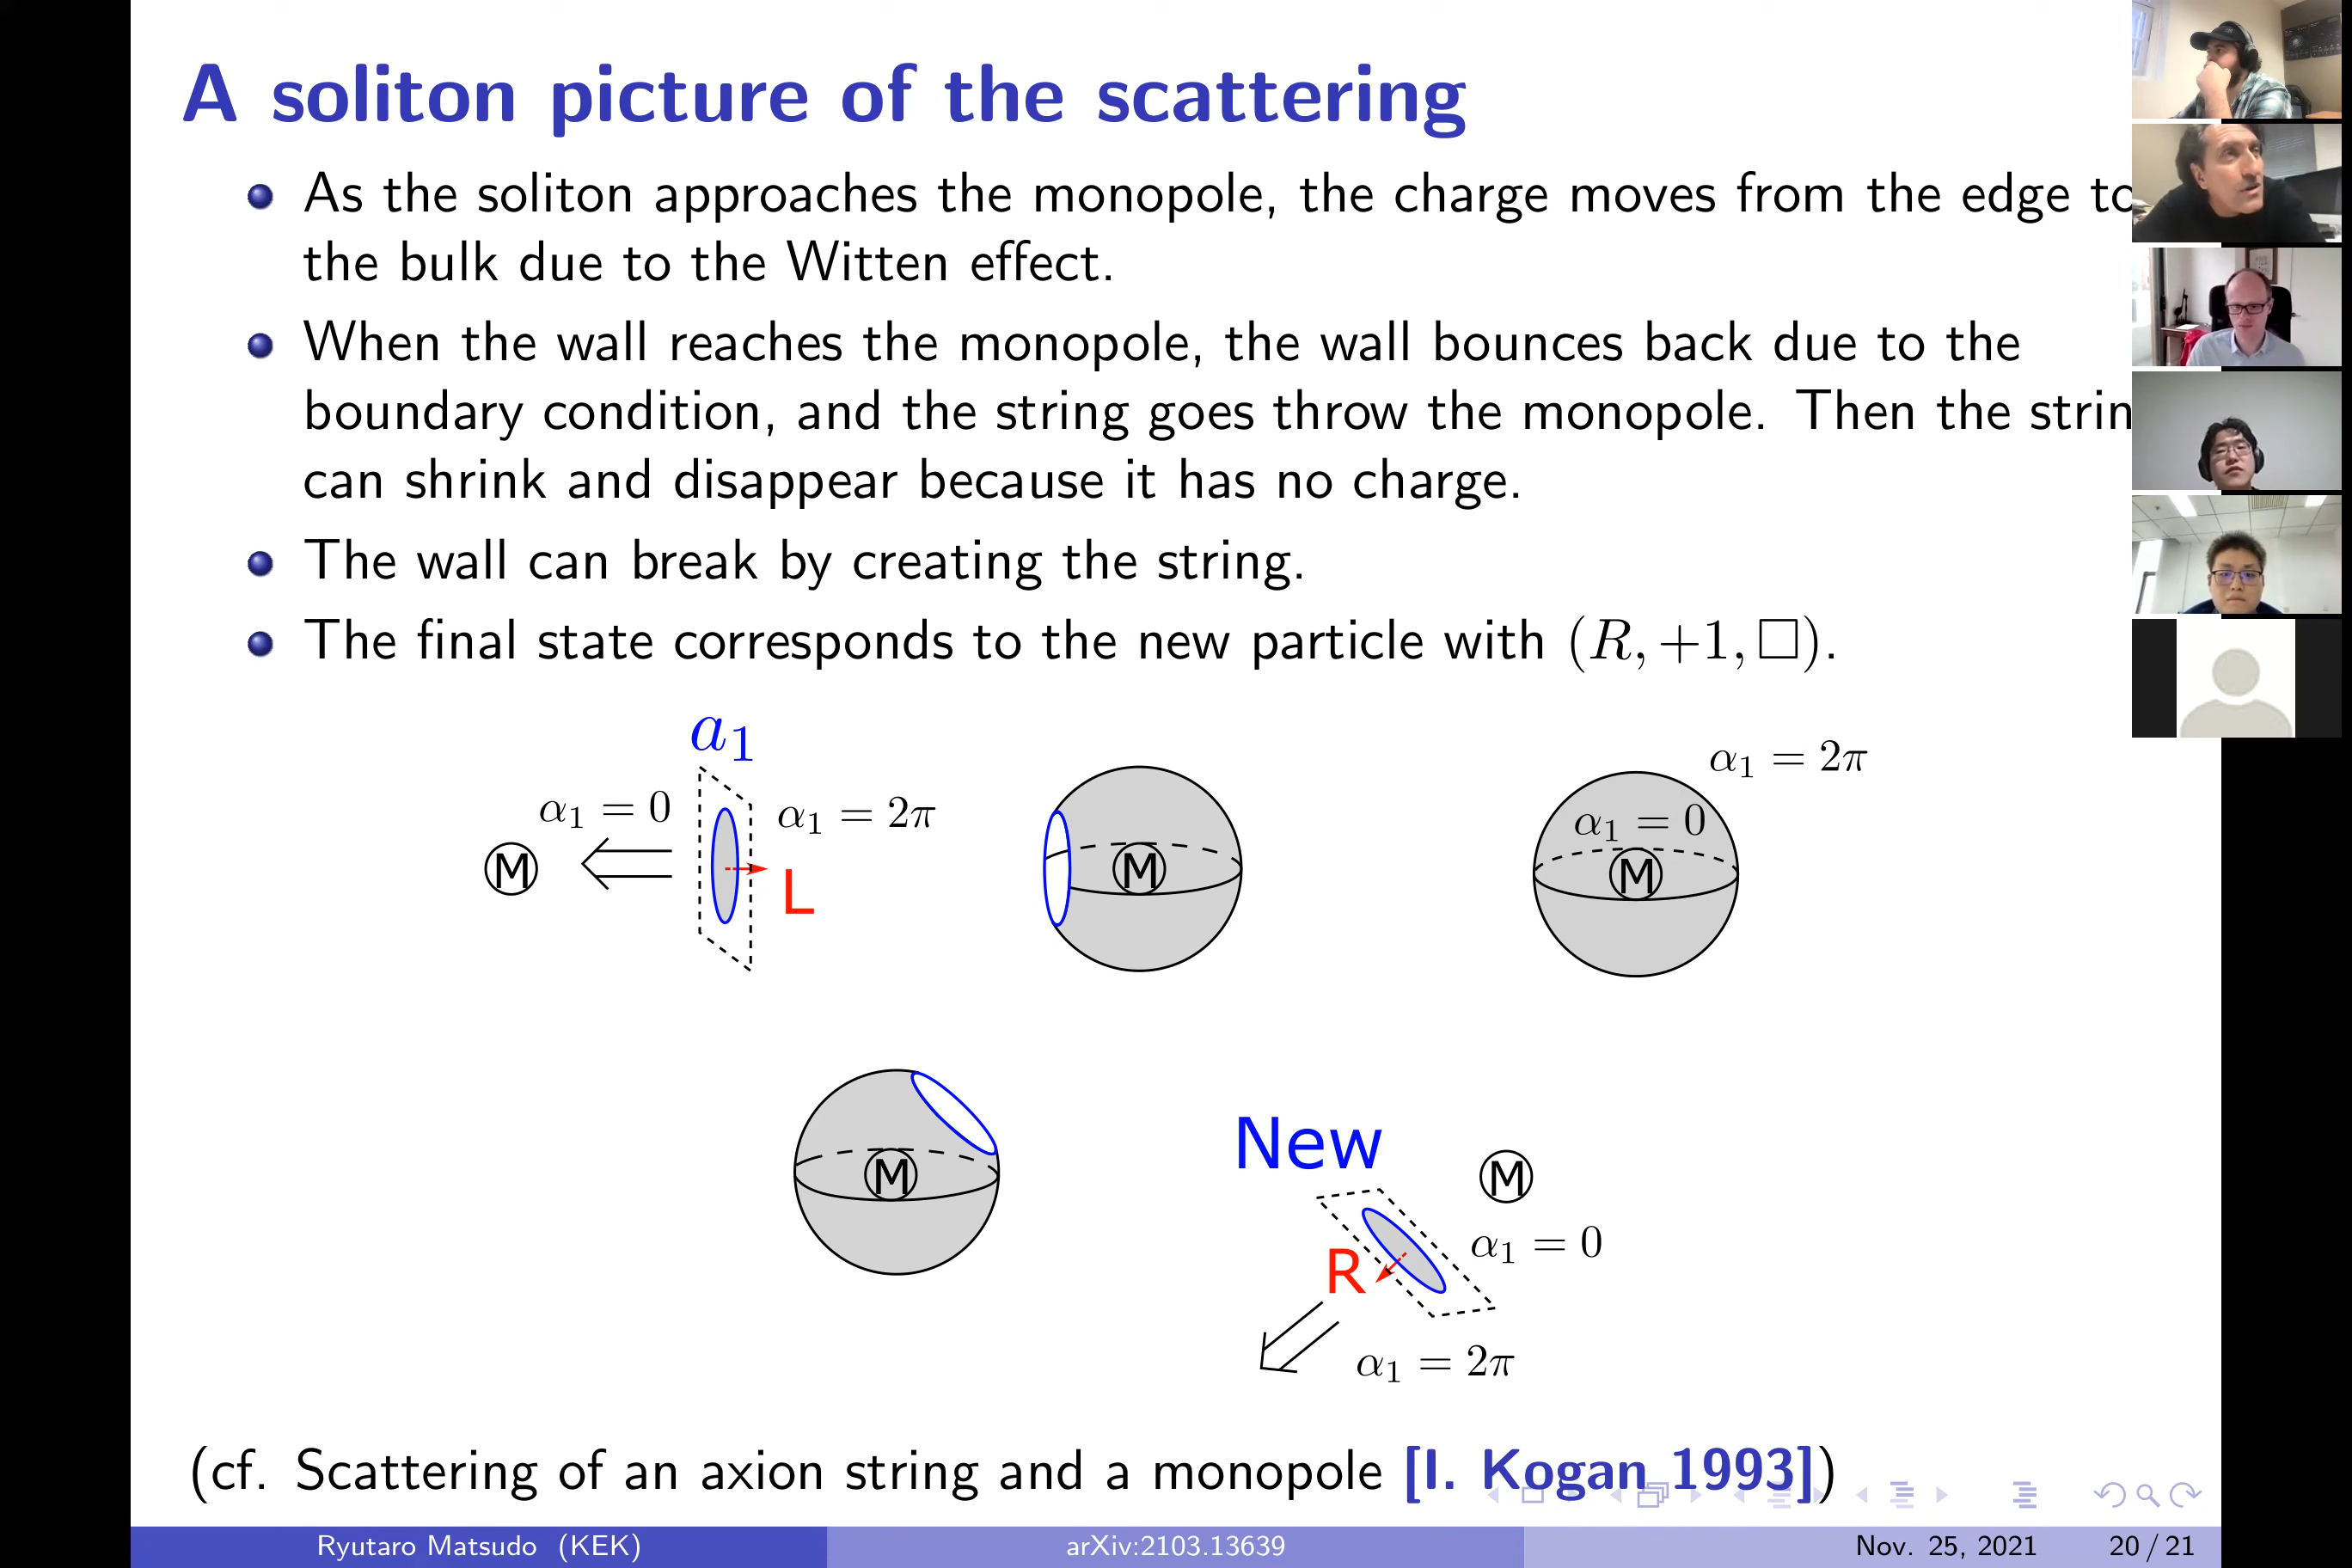 A soliton picture of the scattering
As the soliton approaches the monopole, the charge moves from the edge to
the bulk due to the Witten effect.
When the wall reaches the monopole, the wall bounces back due to the
boundary condition, and the string goes throw the monopole. Then the strin
can shrink and disappear because it has no charge.
The wall can break by creating the string.
The final state corresponds to the new particle with (R, +1, □).
a₁
α₁ = 0
α₁ = 2π
M
L
M
α₁ = 2π
α₁ = 0
M
M
New
M
R
α₁ = 0
α₁ = 2π
(cf. Scattering of an axion string and a monopole [I. Kogan 1993])
Ryutaro Matsudo (KEK) arXiv:2103.13639 Nov. 25, 2021 20 / 21